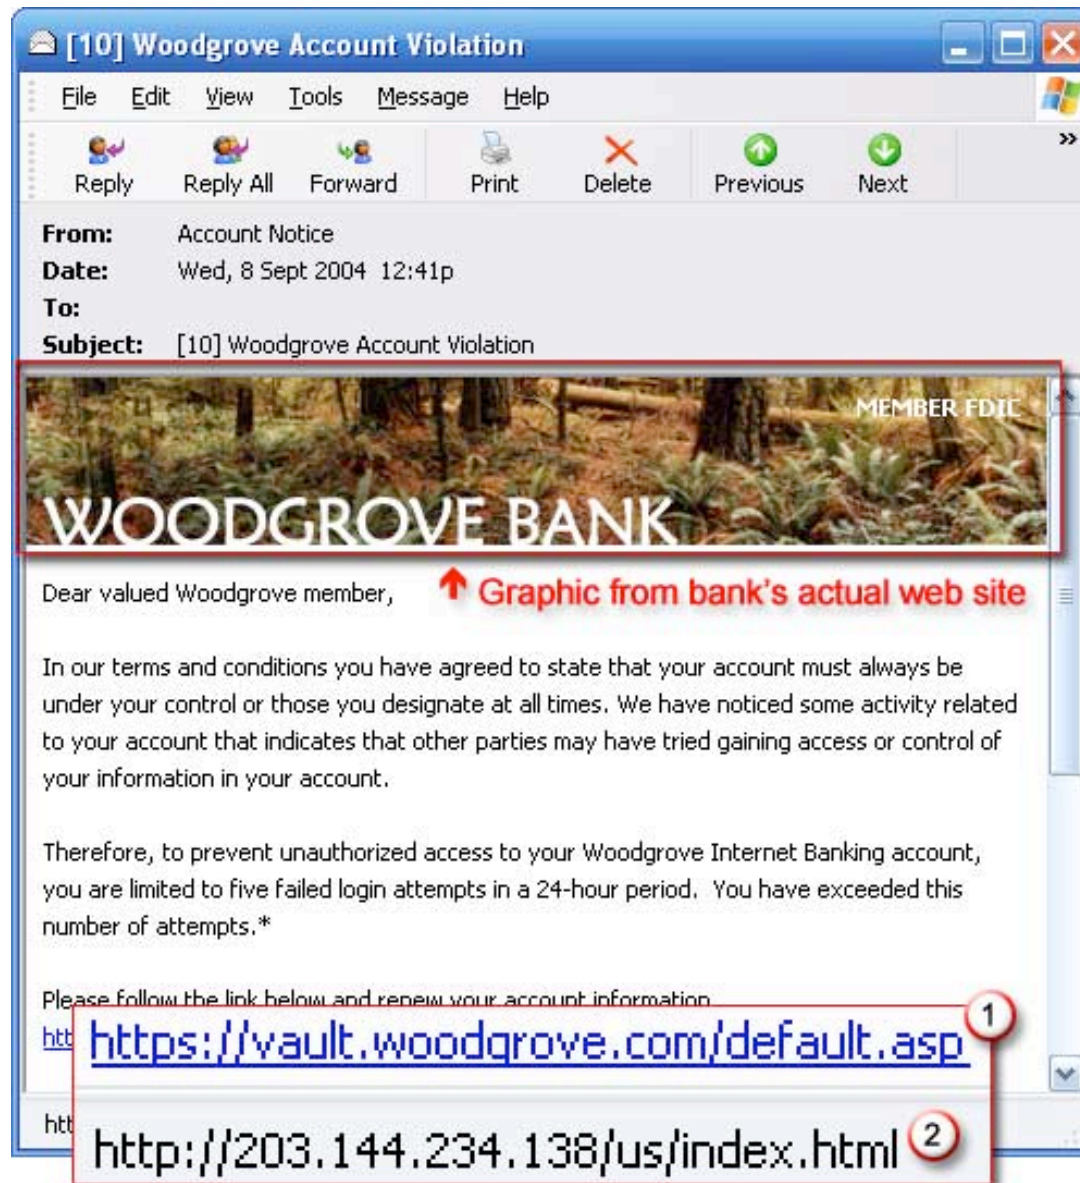 [10] Woodgrove Account Violation
File Edit View Tools Message Help
Reply Reply All Forward Print Delete Previous Next
From: Account Notice
Date: Wed, 8 Sept 2004 12:41p
To:
Subject: [10] Woodgrove Account Violation
MEMBER FDIC
WOODGROVE BANK
Dear valued Woodgrove member,
Graphic from bank's actual web site
In our terms and conditions you have agreed to state that your account must always be
under your control or those you designate at all times. We have noticed some activity related
to your account that indicates that other parties may have tried gaining access or control of
your information in your account.
Therefore, to prevent unauthorized access to your Woodgrove Internet Banking account,
you are limited to five failed login attempts in a 24-hour period. You have exceeded this
number of attempts.*
Please follow the link below and renew your account information
htt
https://vault.woodgrove.com/default.asp 1
htt
http://203.144.234.138/us/index.html 2